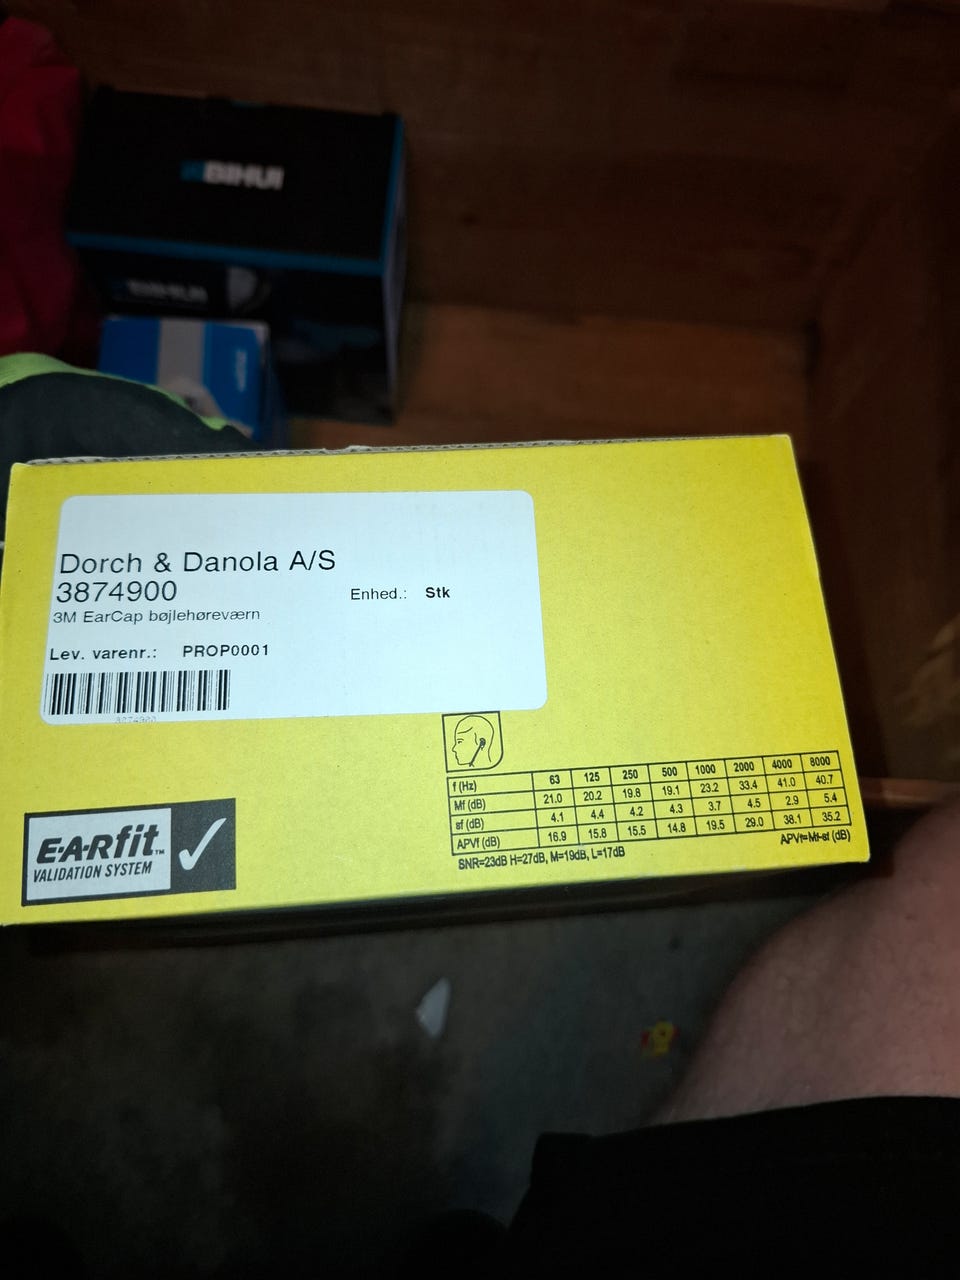 BIHUI
BIHUI
Dorch & Danola A/S
3874900
Enhed.: Stk
3M EarCap bøjlehøreværn
Lev. varenr.: PROP0001
3874900
f (Hz) 63 125 250 500 1000 2000 4000 8000
Mf (dB) 21.0 20.2 19.8 19.1 23.2 33.4 41.0 40.7
sf (dB) 4.1 4.4 4.2 4.3 3.7 4.5 2.9 5.4
APVf (dB) 16.9 15.8 15.5 14.8 19.5 29.0 38.1 35.2
SNR=23dB H=27dB, M=19dB, L=17dB
APVf=Mf-sf (dB)
E·A·Rfit™
VALIDATION SYSTEM